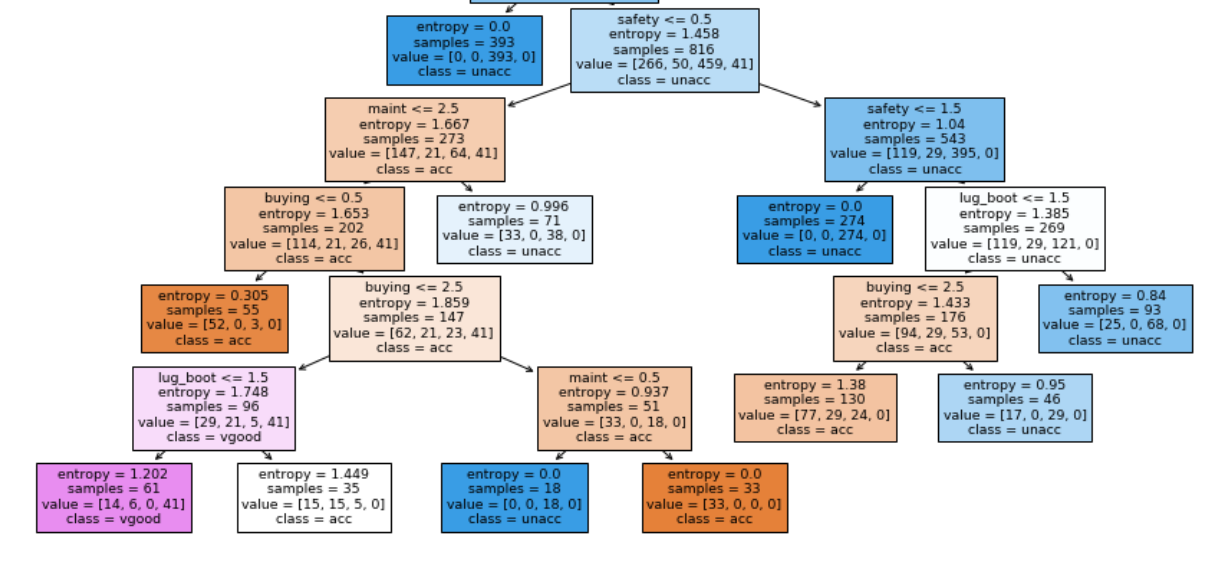 entropy = 0.0
samples = 393
value = [0, 0, 393, 0]
class = unacc
safety <= 0.5
entropy = 1.458
samples = 816
value = [266, 50, 459, 41]
class = unacc
maint <= 2.5
entropy = 1.667
samples = 273
value = [147, 21, 64, 41]
class = acc
safety <= 1.5
entropy = 1.04
samples = 543
value = [119, 29, 395, 0]
class = unacc
buying <= 0.5
entropy = 1.653
samples = 202
value = [114, 21, 26, 41]
class = acc
entropy = 0.996
samples = 71
value = [33, 0, 38, 0]
class = unacc
entropy = 0.0
samples = 274
value = [0, 0, 274, 0]
class = unacc
lug_boot <= 1.5
entropy = 1.385
samples = 269
value = [119, 29, 121, 0]
class = unacc
entropy = 0.305
samples = 55
value = [52, 0, 3, 0]
class = acc
buying <= 2.5
entropy = 1.859
samples = 147
value = [62, 21, 23, 41]
class = acc
buying <= 2.5
entropy = 1.433
samples = 176
value = [94, 29, 53, 0]
class = acc
entropy = 0.84
samples = 93
value = [25, 0, 68, 0]
class = unacc
lug_boot <= 1.5
entropy = 1.748
samples = 96
value = [29, 21, 5, 41]
class = vgood
maint <= 0.5
entropy = 0.937
samples = 51
value = [33, 0, 18, 0]
class = acc
entropy = 1.38
samples = 130
value = [77, 29, 24, 0]
class = acc
entropy = 0.95
samples = 46
value = [17, 0, 29, 0]
class = unacc
entropy = 1.202
samples = 61
value = [14, 6, 0, 41]
class = vgood
entropy = 1.449
samples = 35
value = [15, 15, 5, 0]
class = acc
entropy = 0.0
samples = 18
value = [0, 0, 18, 0]
class = unacc
entropy = 0.0
samples = 33
value = [33, 0, 0, 0]
class = acc